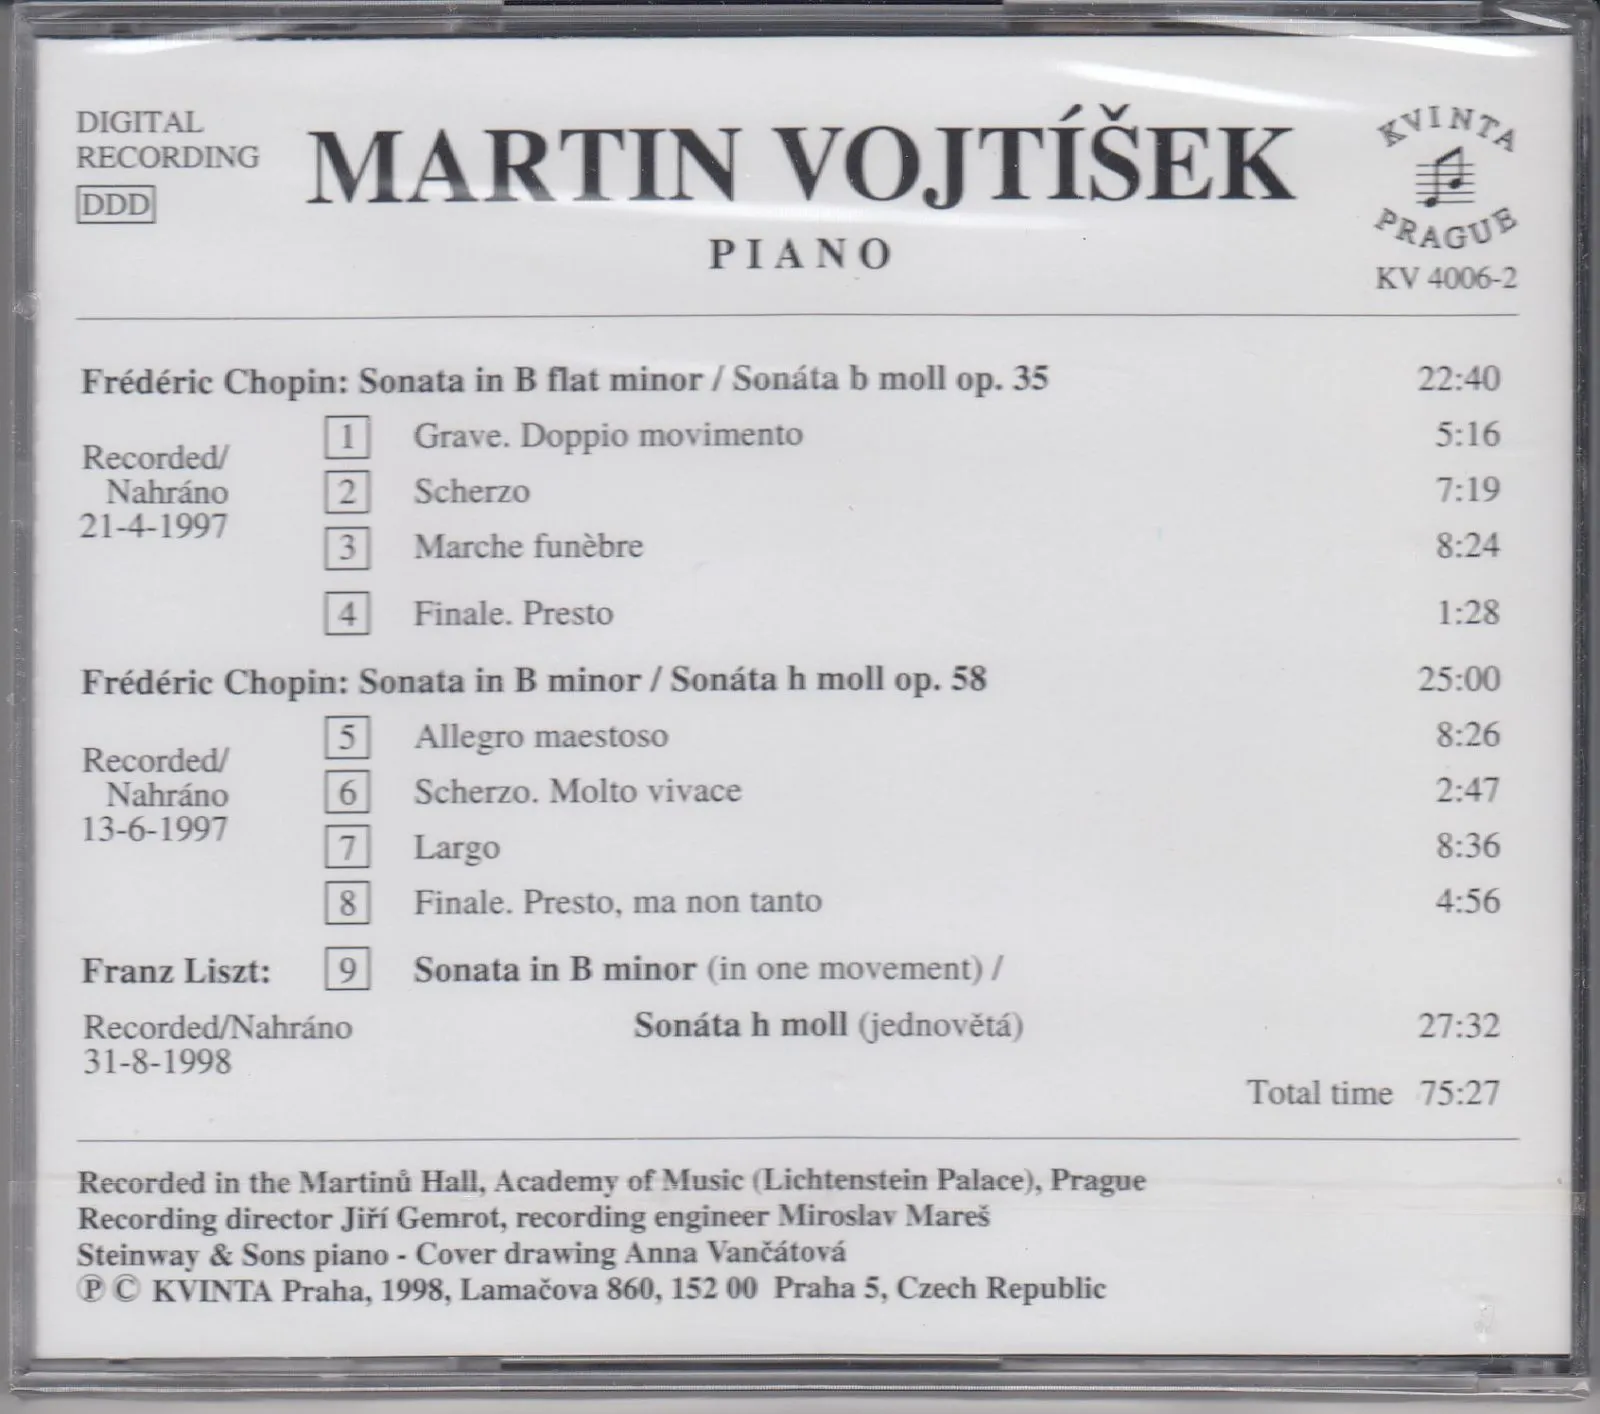 DIGITAL
RECORDING
DDD
MARTIN VOJTÍŠEK
PIANO
KVINTA
PRAGUE
KV 4006-2
Frédéric Chopin: Sonata in B flat minor / Sonáta b moll op. 35 22:40
Recorded/
Nahráno
21-4-1997
1 Grave. Doppio movimento 5:16
2 Scherzo 7:19
3 Marche funèbre 8:24
4 Finale. Presto 1:28
Frédéric Chopin: Sonata in B minor / Sonáta h moll op. 58 25:00
Recorded/
Nahráno
13-6-1997
5 Allegro maestoso 8:26
6 Scherzo. Molto vivace 2:47
7 Largo 8:36
8 Finale. Presto, ma non tanto 4:56
Franz Liszt: 9 Sonata in B minor (in one movement) /
Recorded/Nahráno Sonáta h moll (jednovětá) 27:32
31-8-1998
Total time 75:27
Recorded in the Martinů Hall, Academy of Music (Lichtenstein Palace), Prague
Recording director Jiří Gemrot, recording engineer Miroslav Mareš
Steinway & Sons piano - Cover drawing Anna Vančátová
℗ © KVINTA Praha, 1998, Lamačova 860, 152 00 Praha 5, Czech Republic